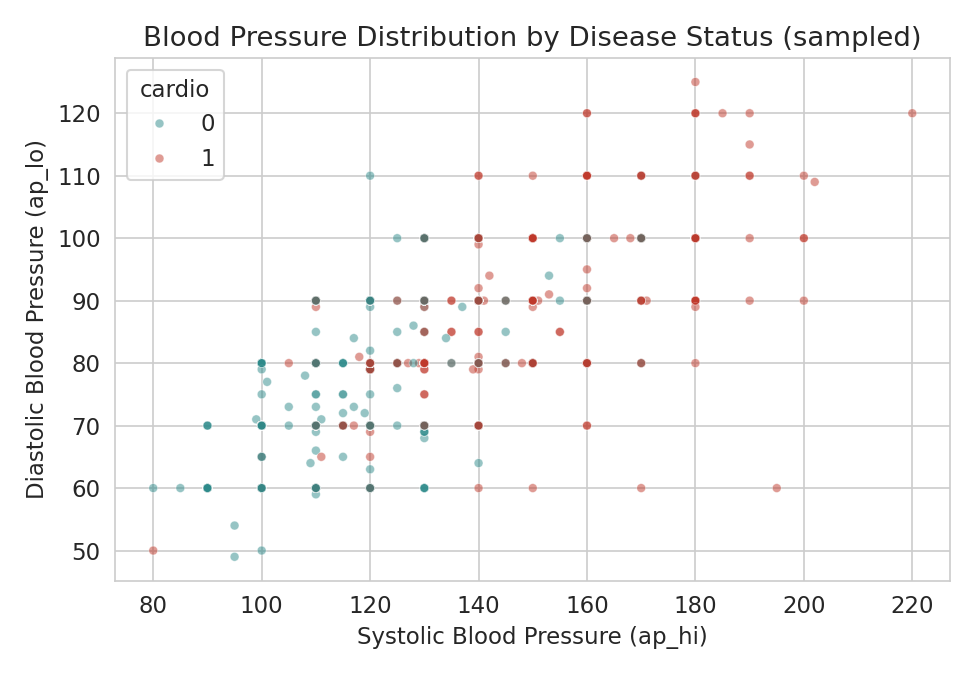 Blood Pressure Distribution by Disease Status (sampled)
cardio
0
1
Diastolic Blood Pressure (ap_lo)
120
110
100
90
80
70
60
50
80 100 120 140 160 180 200 220
Systolic Blood Pressure (ap_hi)